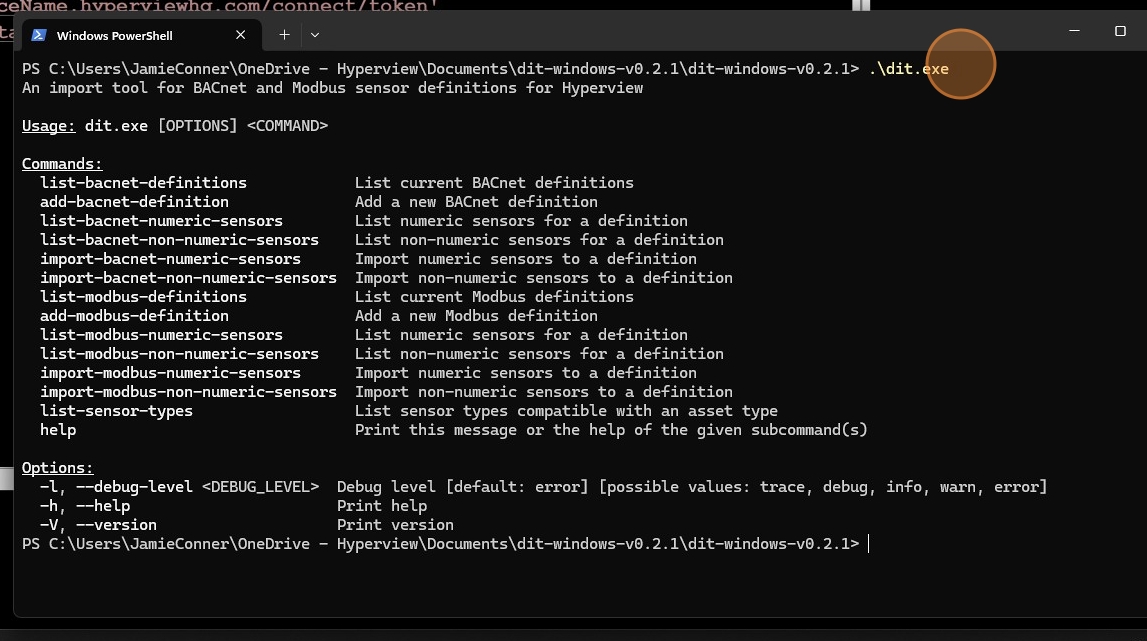 ceName.hyperviewhq.com/connect/token'
Windows PowerShell
PS C:\Users\JamieConner\OneDrive - Hyperview\Documents\dit-windows-v0.2.1\dit-windows-v0.2.1> .\dit.exe
An import tool for BACnet and Modbus sensor definitions for Hyperview
Usage: dit.exe [OPTIONS] <COMMAND>
Commands:
list-bacnet-definitions List current BACnet definitions
add-bacnet-definition Add a new BACnet definition
list-bacnet-numeric-sensors List numeric sensors for a definition
list-bacnet-non-numeric-sensors List non-numeric sensors for a definition
import-bacnet-numeric-sensors Import numeric sensors to a definition
import-bacnet-non-numeric-sensors Import non-numeric sensors to a definition
list-modbus-definitions List current Modbus definitions
add-modbus-definition Add a new Modbus definition
list-modbus-numeric-sensors List numeric sensors for a definition
list-modbus-non-numeric-sensors List non-numeric sensors for a definition
import-modbus-numeric-sensors Import numeric sensors to a definition
import-modbus-non-numeric-sensors Import non-numeric sensors to a definition
list-sensor-types List sensor types compatible with an asset type
help Print this message or the help of the given subcommand(s)
Options:
-l, --debug-level <DEBUG_LEVEL> Debug level [default: error] [possible values: trace, debug, info, warn, error]
-h, --help Print help
-V, --version Print version
PS C:\Users\JamieConner\OneDrive - Hyperview\Documents\dit-windows-v0.2.1\dit-windows-v0.2.1>